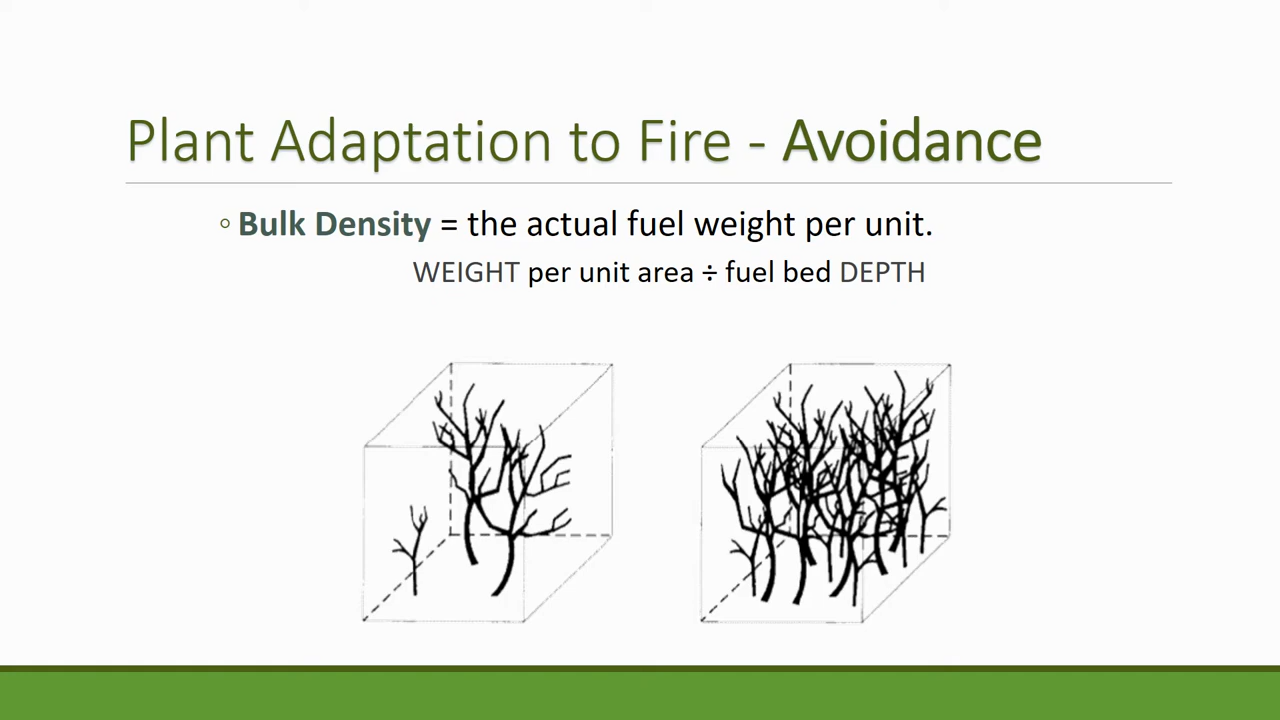 Plant Adaptation to Fire - Avoidance
◦ Bulk Density = the actual fuel weight per unit.
WEIGHT per unit area ÷ fuel bed DEPTH